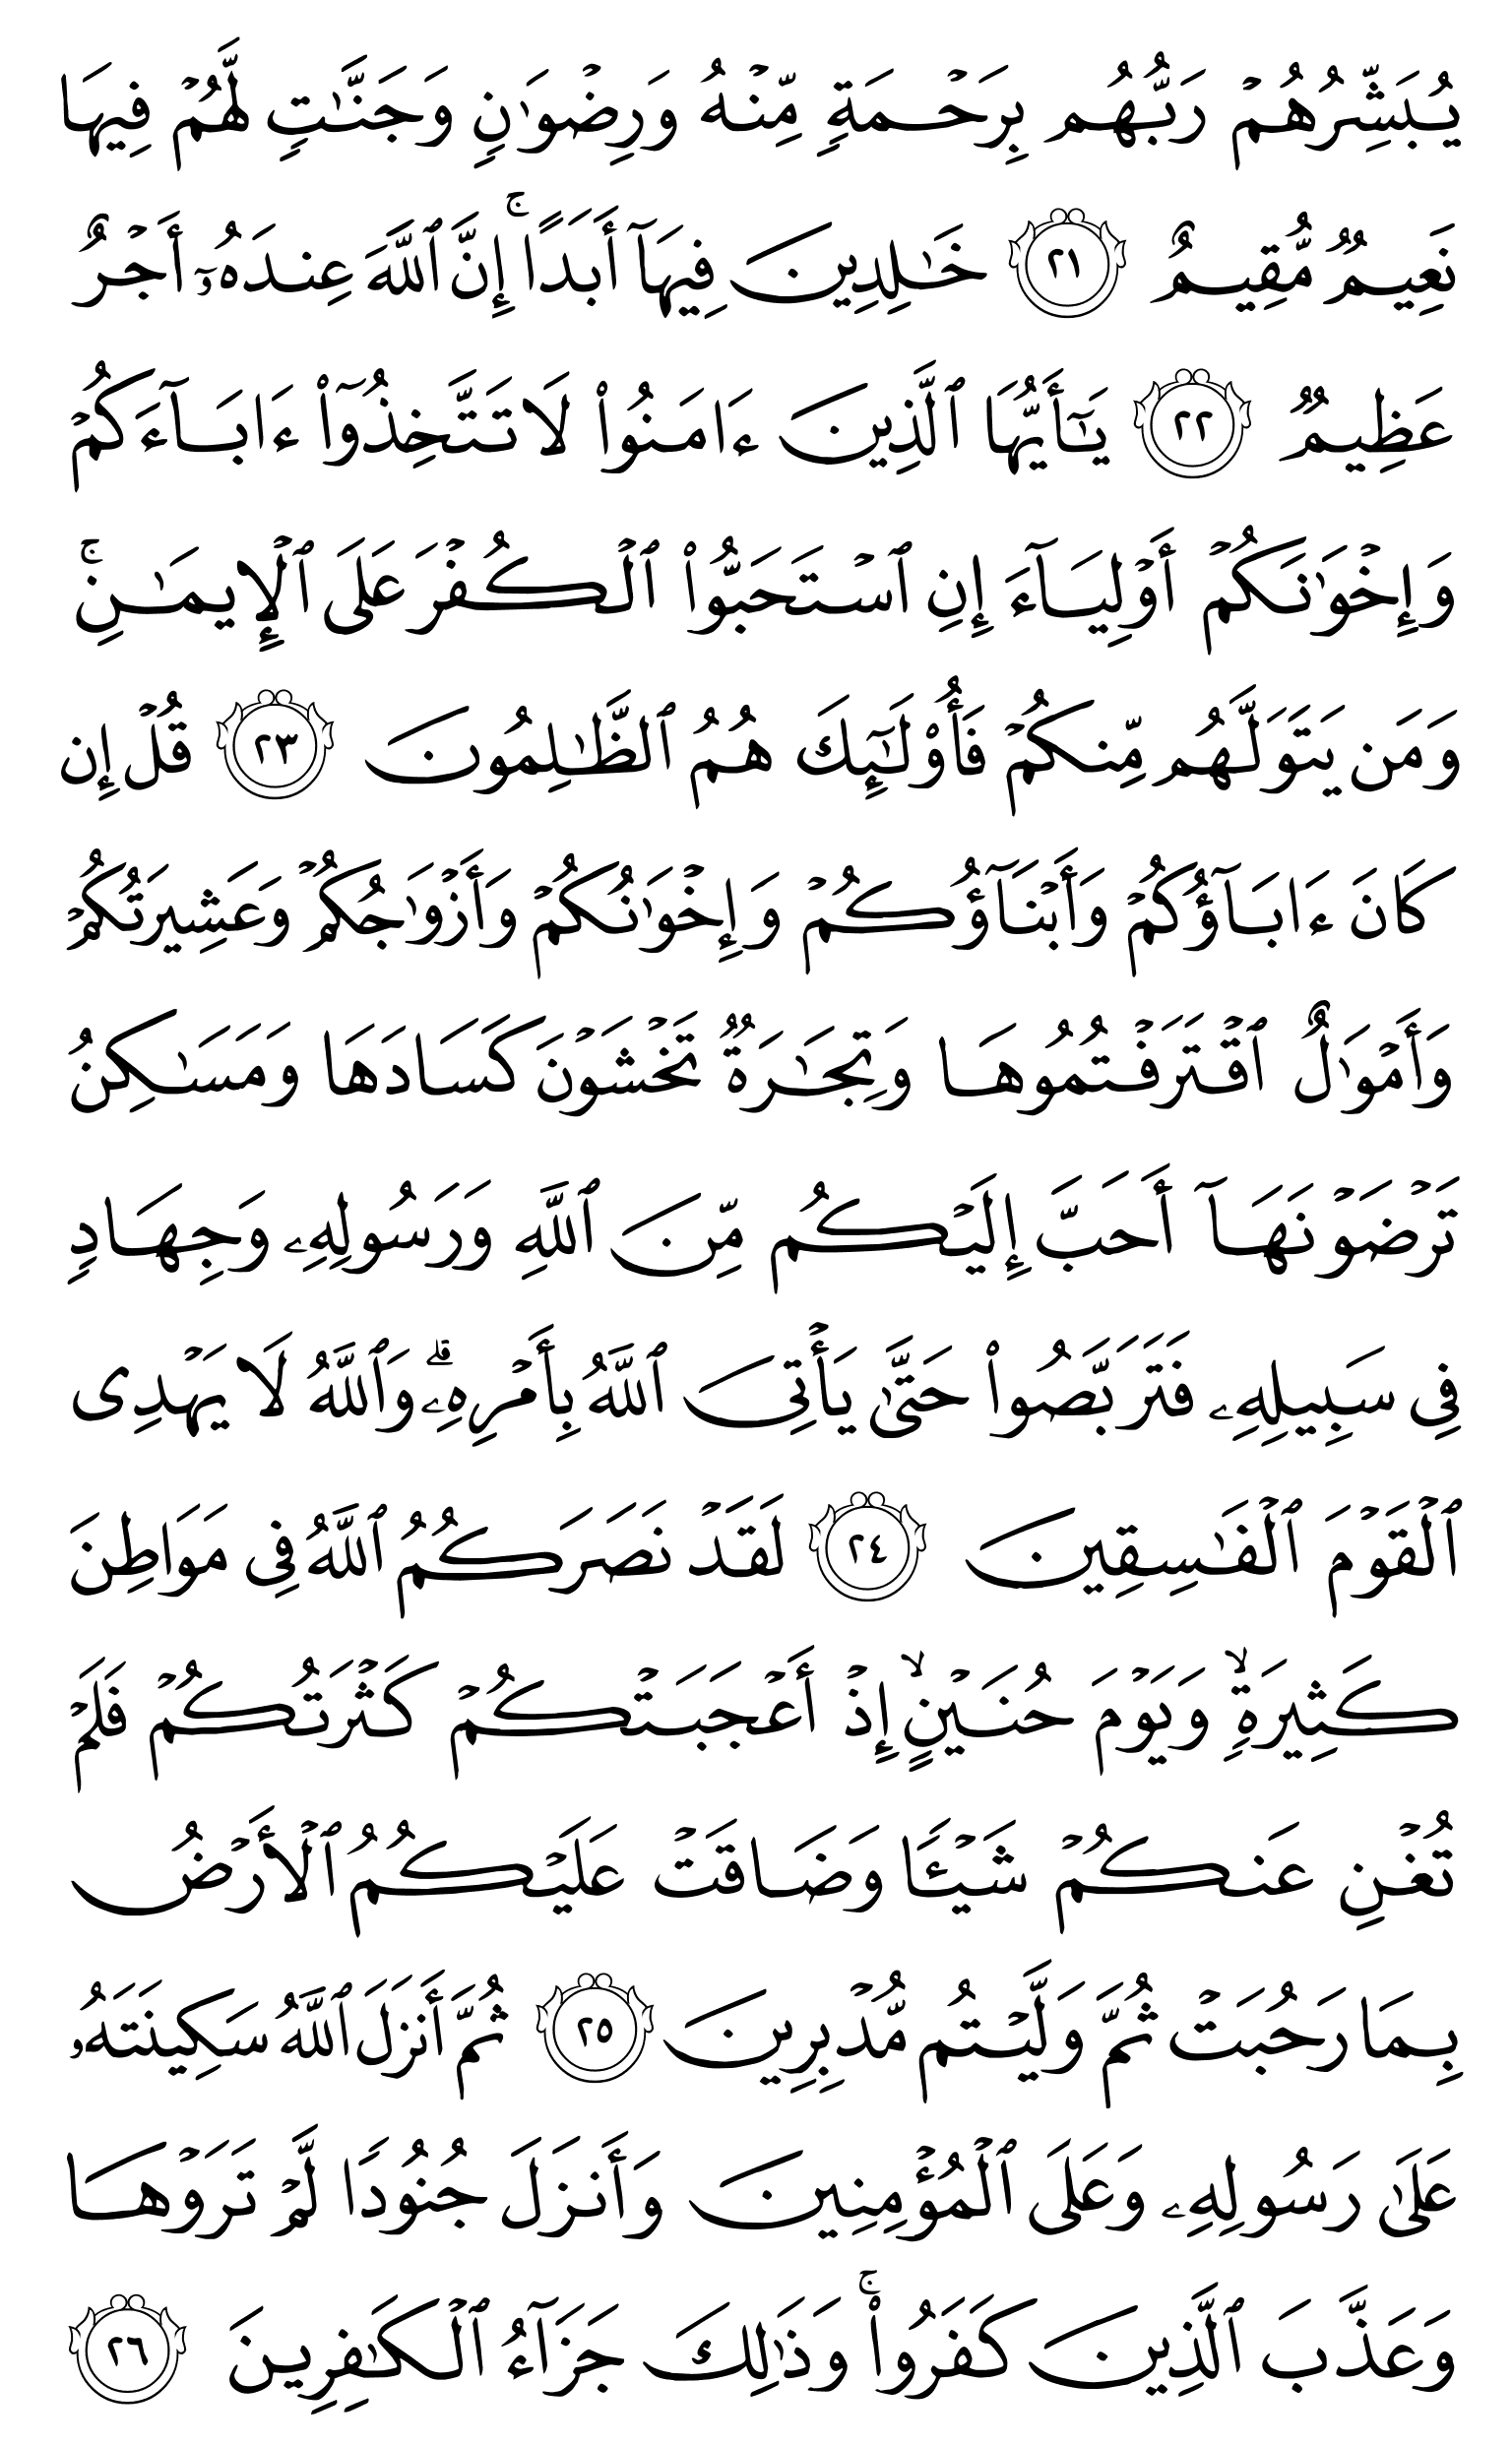 يُبَشِّرُهُمۡ رَبُّهُم بِرَحۡمَةٖ مِّنۡهُ وَرِضۡوَٰنٖ وَجَنَّٰتٖ لَّهُمۡ فِيهَا
نَعِيمٞ مُّقِيمٌ ٢١ خَٰلِدِينَ فِيهَآ أَبَدًاۚ إِنَّ ٱللَّهَ عِندَهُۥٓ أَجۡرٌ
عَظِيمٞ ٢٢ يَٰٓأَيُّهَا ٱلَّذِينَ ءَامَنُواْ لَا تَتَّخِذُوٓاْ ءَابَآءَكُمۡ
وَإِخۡوَٰنَكُمۡ أَوۡلِيَآءَ إِنِ ٱسۡتَحَبُّواْ ٱلۡكُفۡرَ عَلَى ٱلۡإِيمَٰنِۚ
وَمَن يَتَوَلَّهُم مِّنكُمۡ فَأُوْلَٰٓئِكَ هُمُ ٱلظَّٰلِمُونَ ٢٣ قُلۡ إِن
كَانَ ءَابَآؤُكُمۡ وَأَبۡنَآؤُكُمۡ وَإِخۡوَٰنُكُمۡ وَأَزۡوَٰجُكُمۡ وَعَشِيرَتُكُمۡ
وَأَمۡوَٰلٌ ٱقۡتَرَفۡتُمُوهَا وَتِجَٰرَةٞ تَخۡشَوۡنَ كَسَادَهَا وَمَسَٰكِنُ
تَرۡضَوۡنَهَآ أَحَبَّ إِلَيۡكُم مِّنَ ٱللَّهِ وَرَسُولِهِۦ وَجِهَادٖ
فِي سَبِيلِهِۦ فَتَرَبَّصُواْ حَتَّىٰ يَأۡتِيَ ٱللَّهُ بِأَمۡرِهِۦۗ وَٱللَّهُ لَا يَهۡدِي
ٱلۡقَوۡمَ ٱلۡفَٰسِقِينَ ٢٤ لَقَدۡ نَصَرَكُمُ ٱللَّهُ فِي مَوَاطِنَ
كَثِيرَةٖۙ وَيَوۡمَ حُنَيۡنٍۙ إِذۡ أَعۡجَبَتۡكُمۡ كَثۡرَتُكُمۡ فَلَمۡ
تُغۡنِ عَنكُمۡ شَيۡـٔٗا وَضَاقَتۡ عَلَيۡكُمُ ٱلۡأَرۡضُ
بِمَا رَحُبَتۡ ثُمَّ وَلَّيۡتُم مُّدۡبِرِينَ ٢٥ ثُمَّ أَنزَلَ ٱللَّهُ سَكِينَتَهُۥ
عَلَىٰ رَسُولِهِۦ وَعَلَى ٱلۡمُؤۡمِنِينَ وَأَنزَلَ جُنُودٗا لَّمۡ تَرَوۡهَا
وَعَذَّبَ ٱلَّذِينَ كَفَرُواْۚ وَذَٰلِكَ جَزَآءُ ٱلۡكَٰفِرِينَ ٢٦